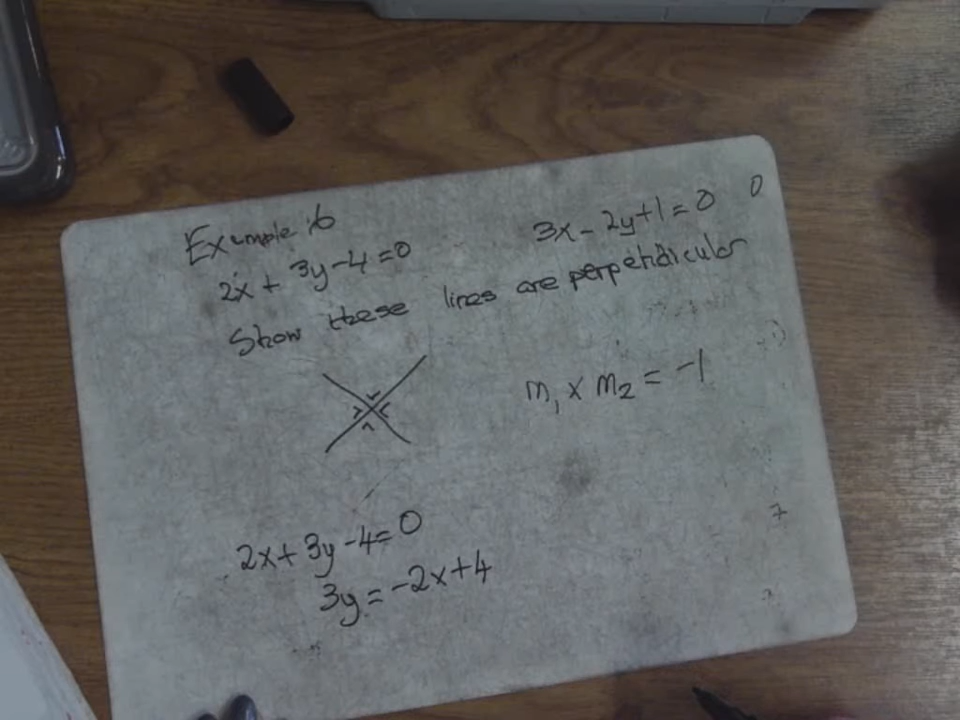 Example 16
2x + 3y - 4 = 0 3x - 2y + 1 = 0
Show these lines are perpendicular
m₁ × m₂ = -1
2x + 3y - 4 = 0
3y = -2x + 4